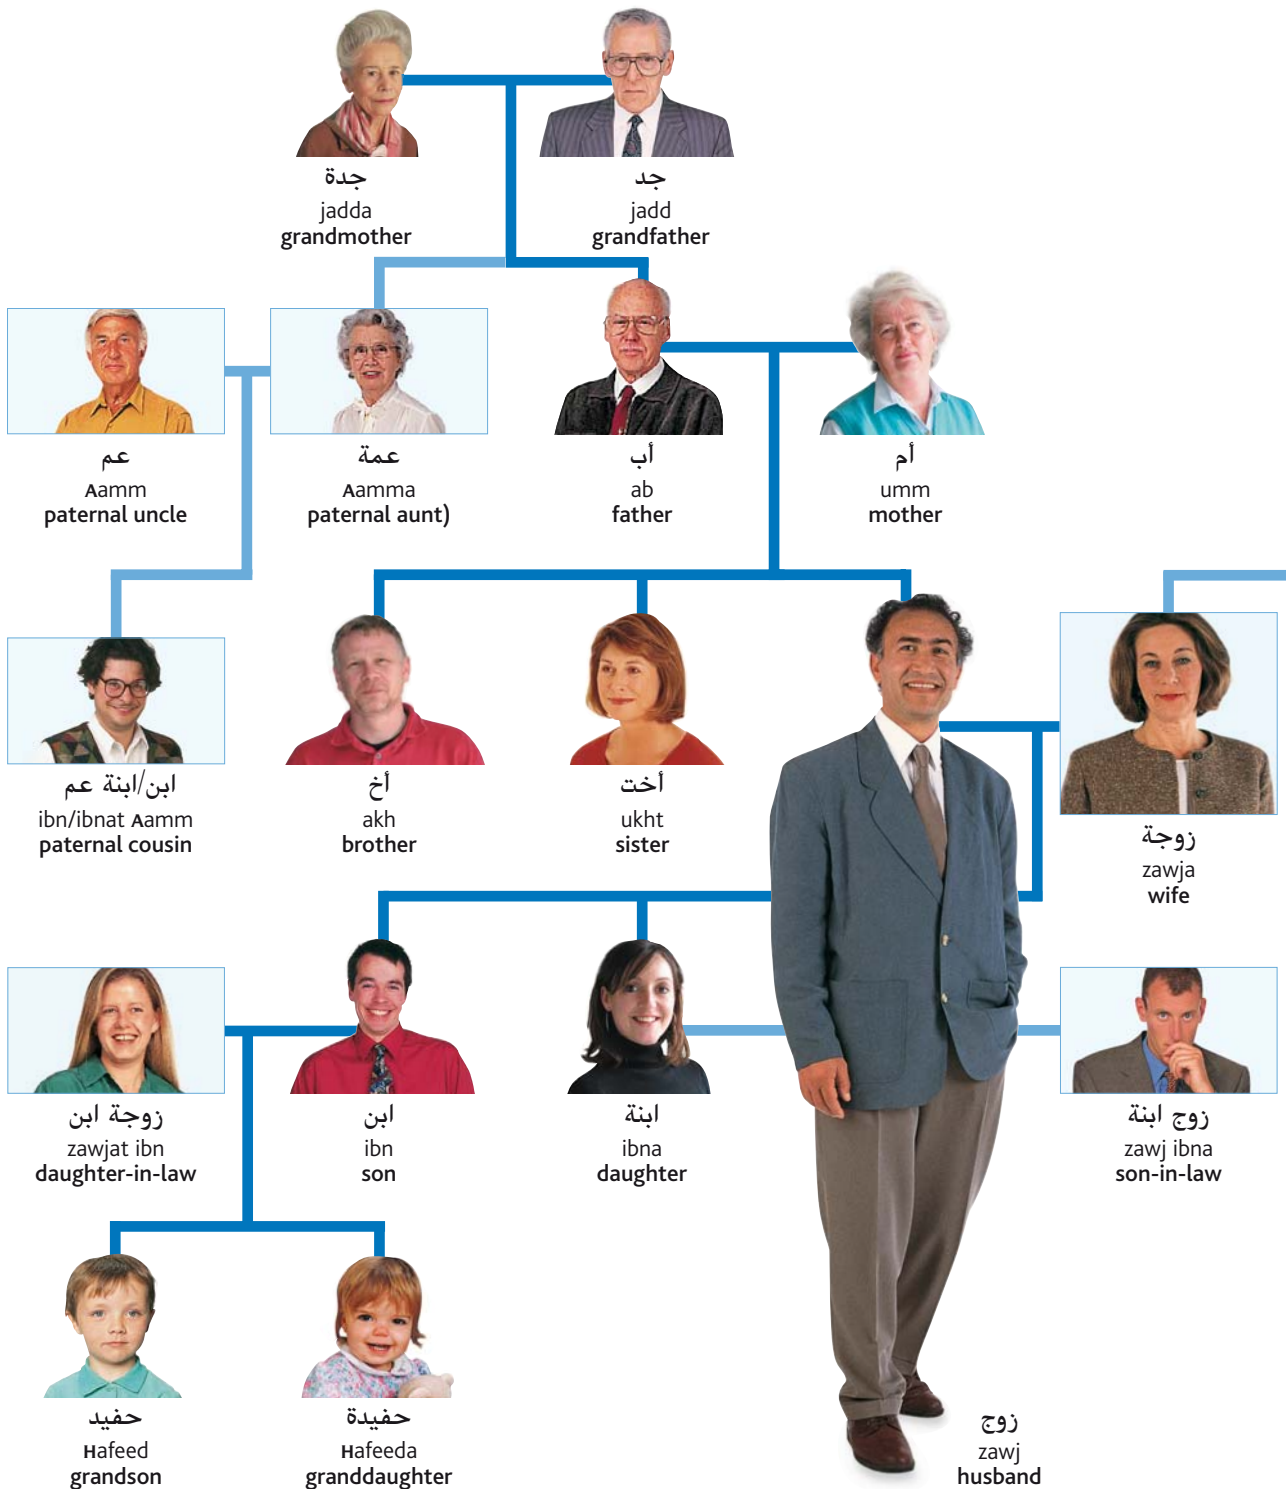 جدة
jadda
grandmother
جد
jadd
grandfather
عم
Aamm
paternal uncle
عمة
Aamma
paternal aunt)
أب
ab
father
أم
umm
mother
ابن/ابنة عم
ibn/ibnat Aamm
paternal cousin
أخ
akh
brother
أخت
ukht
sister
زوجة
zawja
wife
زوجة ابن
zawjat ibn
daughter-in-law
ابن
ibn
son
ابنة
ibna
daughter
زوج ابنة
zawj ibna
son-in-law
حفيد
Hafeed
grandson
حفيدة
Hafeeda
granddaughter
زوج
zawj
husband